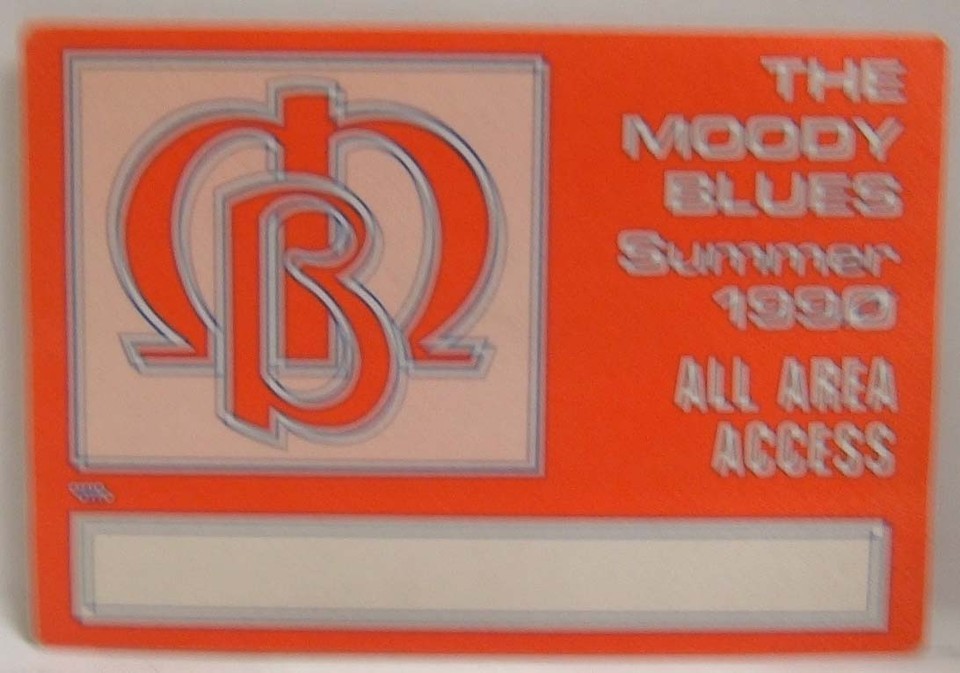 THE
MOODY
BLUES
Summer
1990
ALL AREA
ACCESS